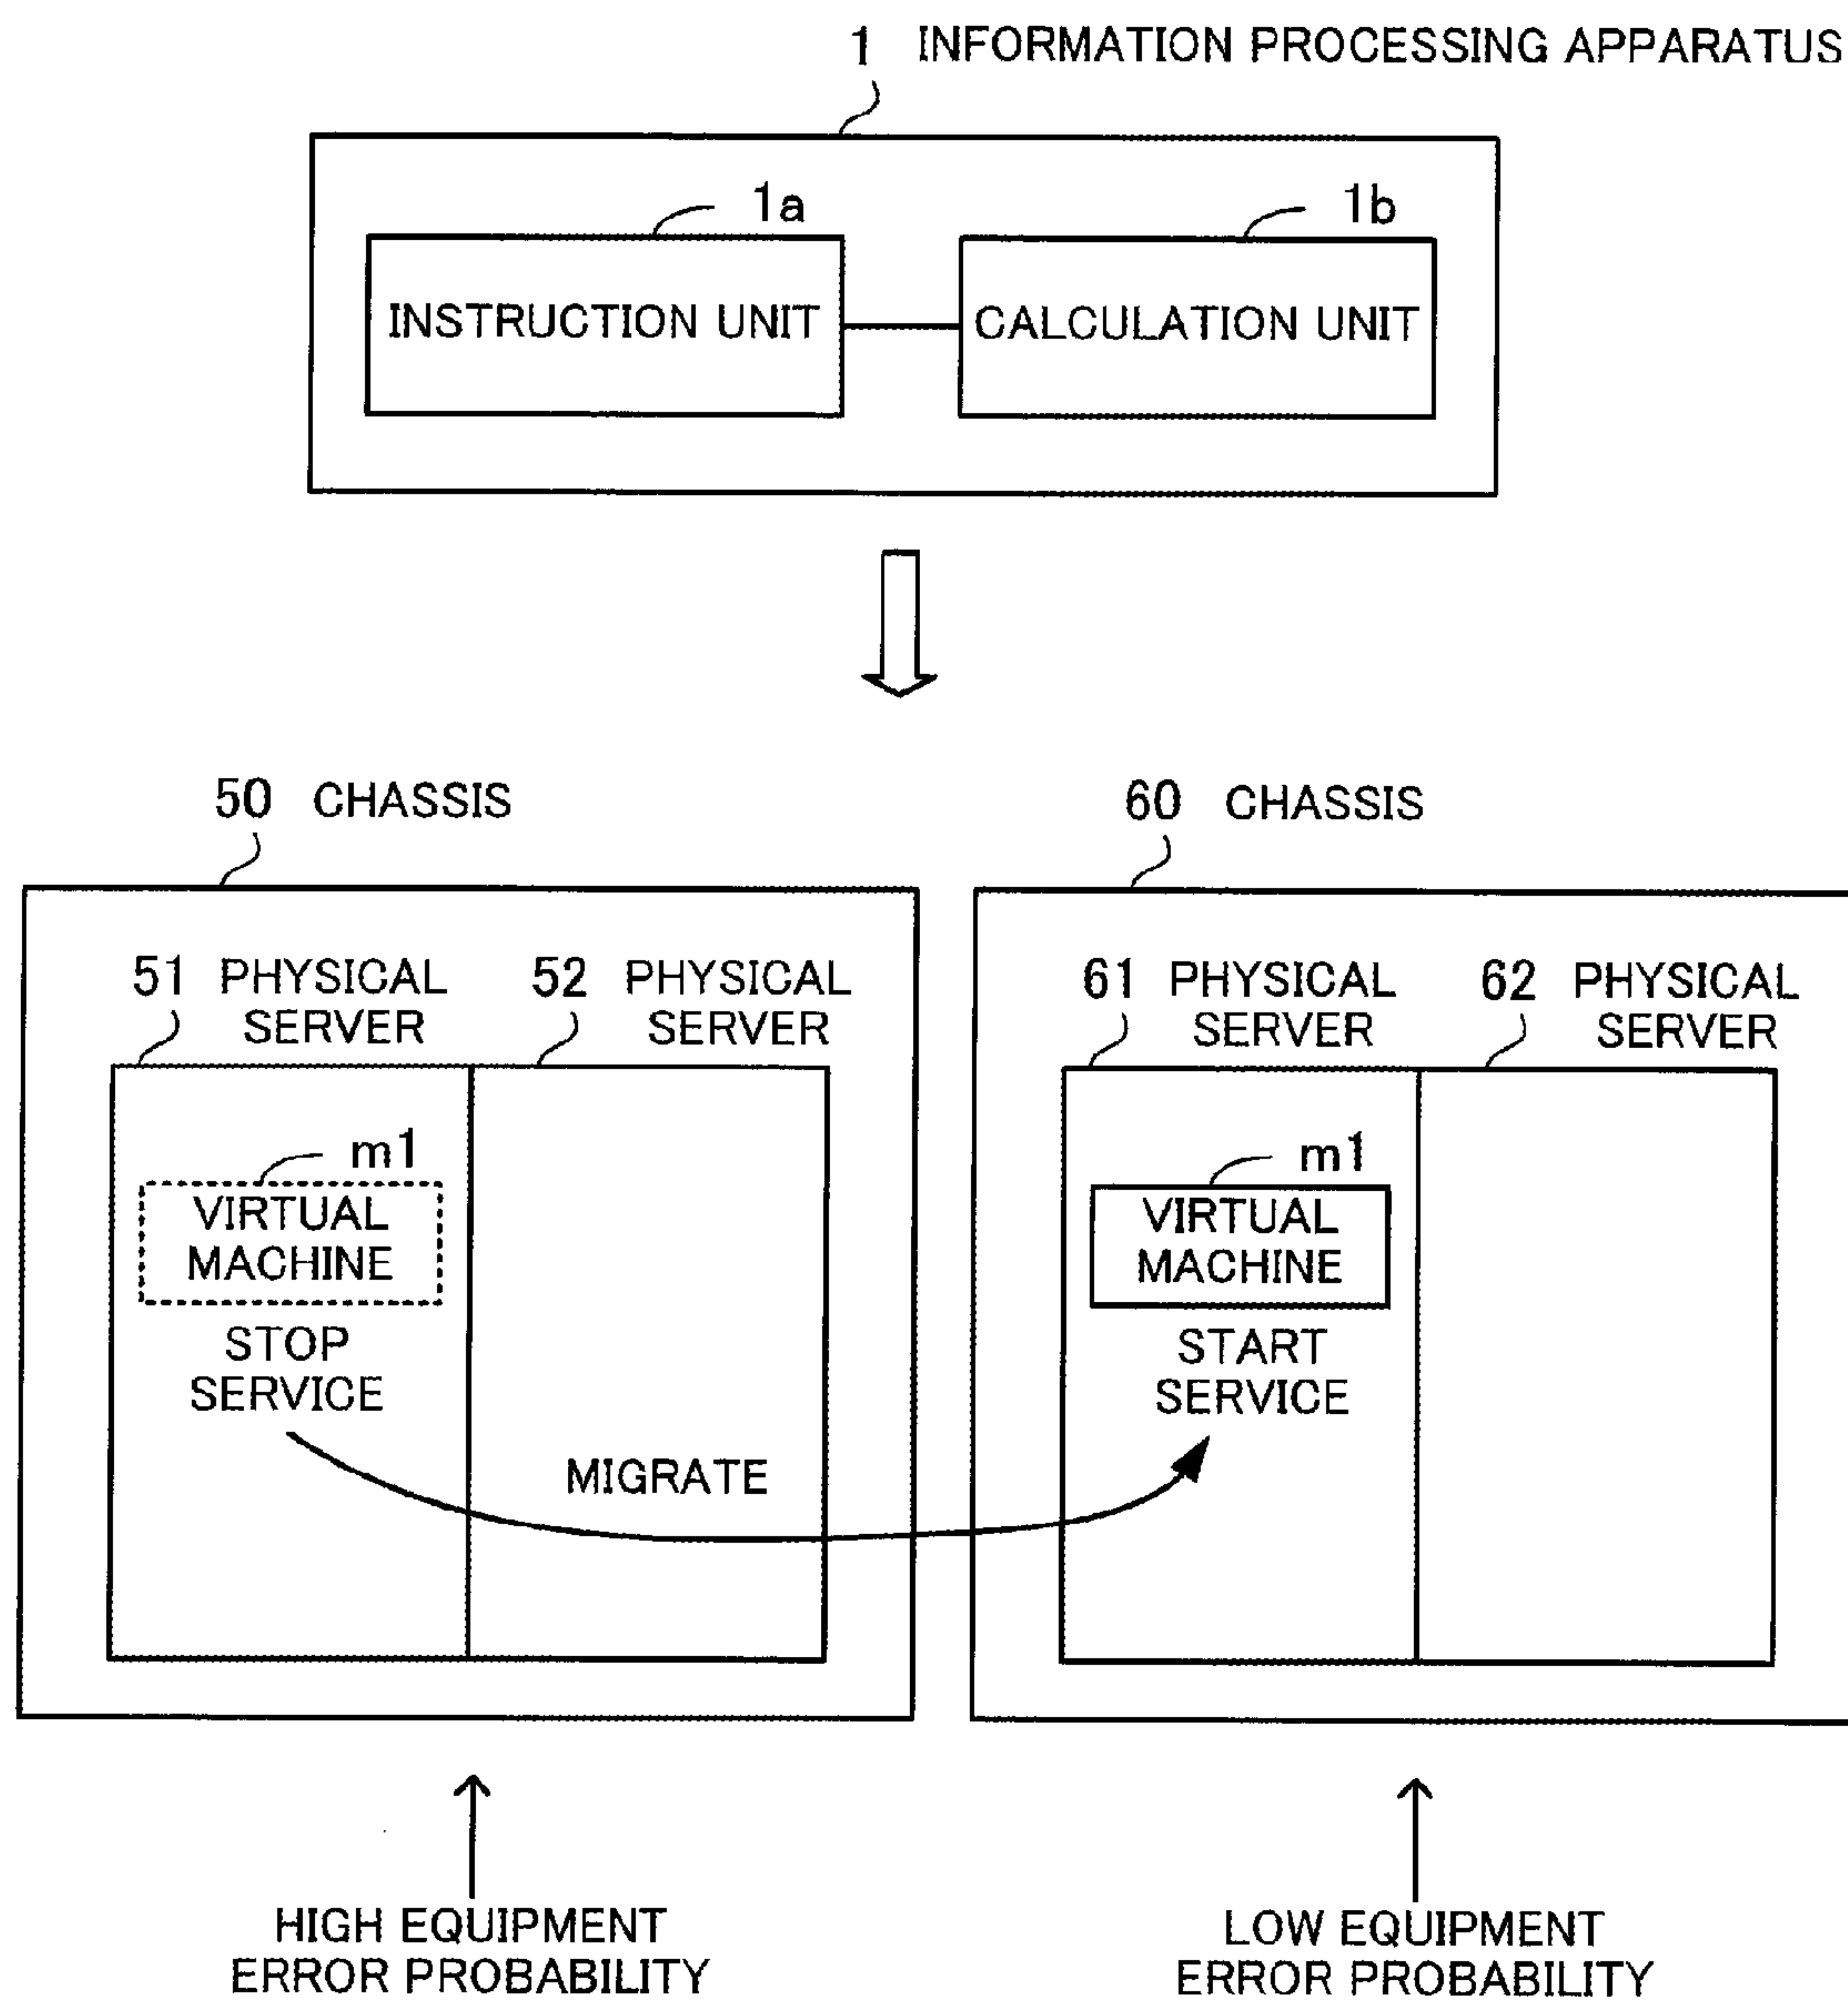 1 INFORMATION PROCESSING APPARATUS
1a
1b
INSTRUCTION UNIT
CALCULATION UNIT
50 CHASSIS
60 CHASSIS
51 PHYSICAL
SERVER
52 PHYSICAL
SERVER
61 PHYSICAL
SERVER
62 PHYSICAL
SERVER
m1
VIRTUAL
MACHINE
STOP
SERVICE
MIGRATE
m1
VIRTUAL
MACHINE
START
SERVICE
HIGH EQUIPMENT
ERROR PROBABILITY
LOW EQUIPMENT
ERROR PROBABILITY